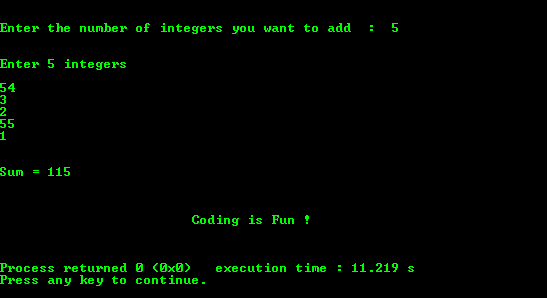 Enter the number of integers you want to add  :  5
Enter 5 integers
54
3
2
55
1
Sum = 115
Coding is Fun !
Process returned 0 (0x0)   execution time : 11.219 s
Press any key to continue.